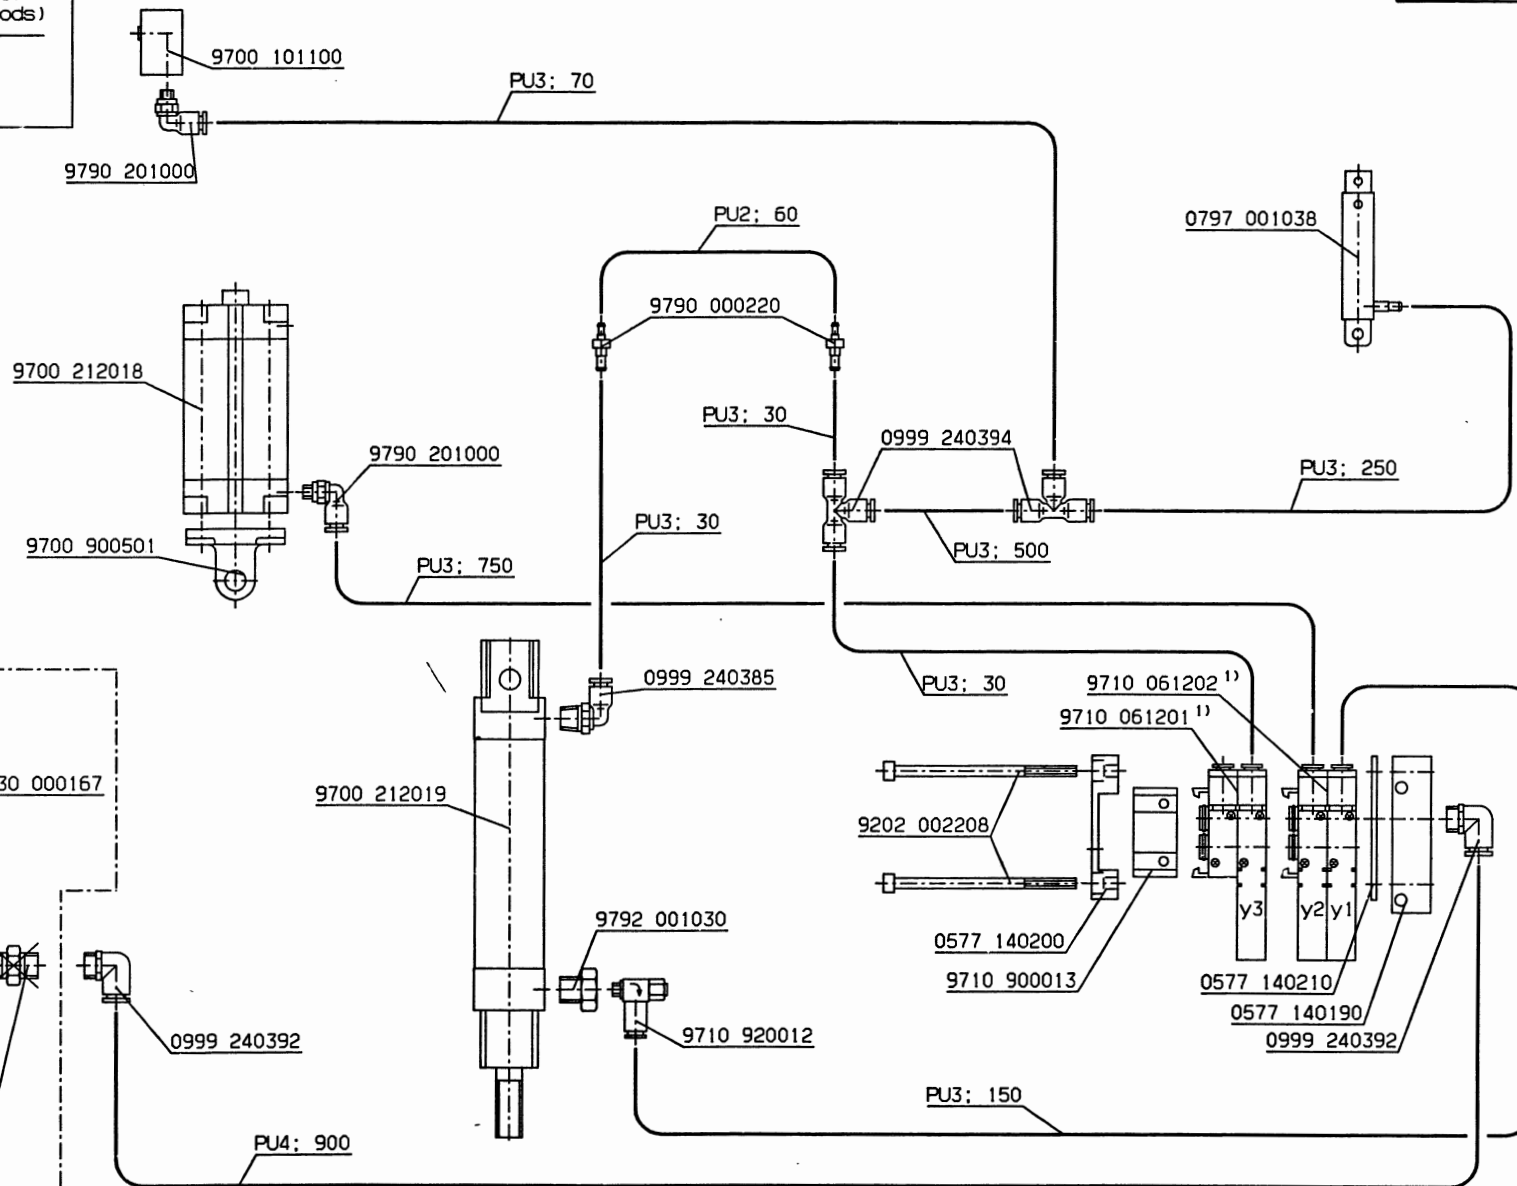 ods)
9700 101100
PU3; 70
9790 201000
PU2; 60
0797 001038
9790 000220
9700 212018
PU3; 30
0999 240394
9790 201000
PU3; 250
PU3; 30
9700 900501
PU3; 500
PU3; 750
0999 240385
PU3; 30
9710 061202 1)
9710 061201 1)
30 000167
9700 212019
9202 002208
y3
y2
y1
9792 001030
0577 140200
9710 900013
0577 140210
0577 140190
0999 240392
9710 920012
0999 240392
PU3; 150
PU4; 900